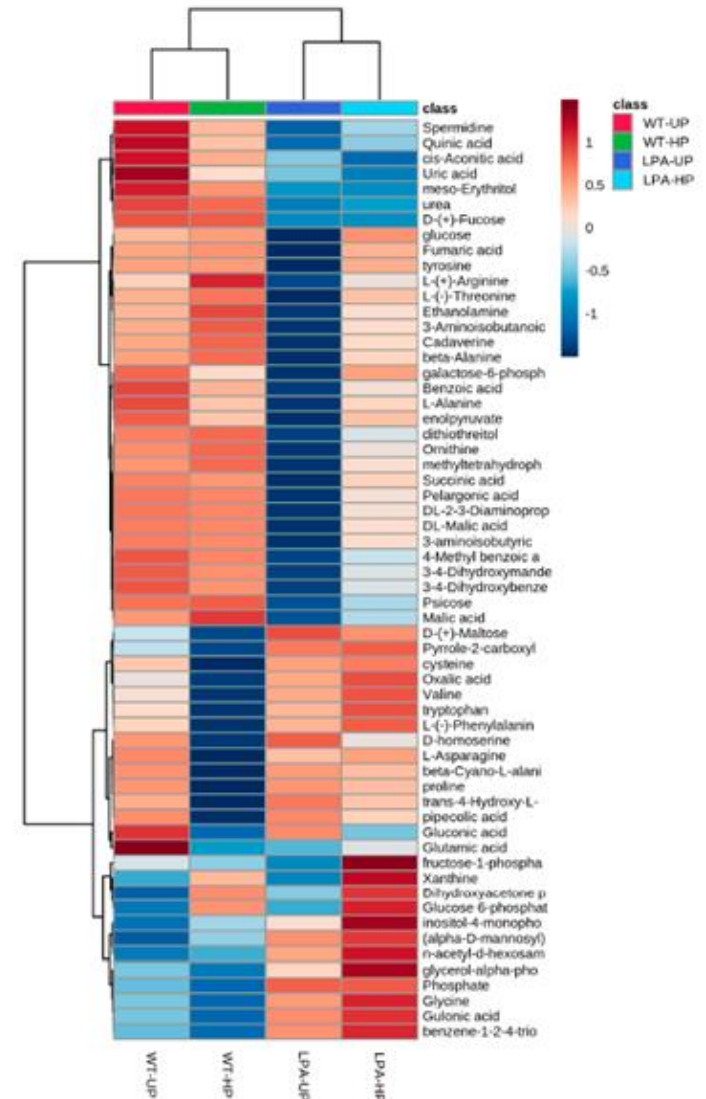 class
Spermidine
Quinic acid
cis-Aconitic acid
Uric acid
meso-Erythritol
urea
D-(+)-Fucose
glucose
Fumaric acid
tyrosine
L-(+)-Arginine
L-(-)-Threonine
Ethanolamine
3-Aminoisobutanoic
Cadaverine
beta-Alanine
galactose-6-phosph
Benzoic acid
L-Alanine
enolpyruvate
dithiothreitol
Ornithine
methyltetrahydroph
Succinic acid
Pelargonic acid
DL-2-3-Diaminoprop
DL-Malic acid
3-aminoisobutyric
4-Methyl benzoic a
3-4-Dihydroxymande
3-4-Dihydroxybenze
Psicose
Malic acid
D-(+)-Maltose
Pyrrole-2-carboxyl
cysteine
Oxalic acid
Valine
tryptophan
L-(-)-Phenylalanin
D-homoserine
L-Asparagine
beta-Cyano-L-alani
proline
trans-4-Hydroxy-L-
pipecolic acid
Gluconic acid
Glutamic acid
fructose-1-phospha
Xanthine
Dihydroxyacetone p
Glucose 6-phosphat
inositol-4-monopho
(alpha-D-mannosyl)
n-acetyl-d-hexosam
glycerol-alpha-pho
Phosphate
Glycine
Gulonic acid
benzene-1-2-4-trio
1
0.5
0
-0.5
-1
class
WT-UP
WT-HP
LPA-UP
LPA-HP
WT-UP
WT-HP
LPA-UP
LPA-HP